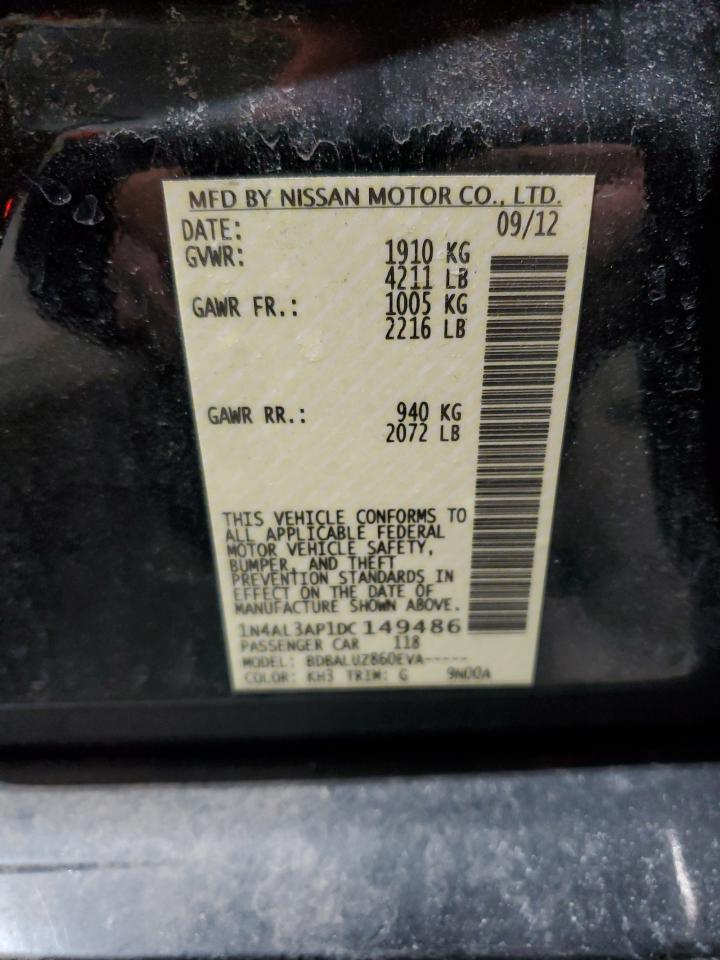 MFD BY NISSAN MOTOR CO., LTD.
DATE: 09/12
GVWR: 1910 KG
4211 LB
GAWR FR.: 1005 KG
2216 LB
GAWR RR.: 940 KG
2072 LB
THIS VEHICLE CONFORMS TO
ALL APPLICABLE FEDERAL
MOTOR VEHICLE SAFETY,
BUMPER, AND THEFT
PREVENTION STANDARDS IN
EFFECT ON THE DATE OF
MANUFACTURE SHOWN ABOVE.
1N4AL3AP1DC149486
PASSENGER CAR 118
MODEL: BDBALUZ860EVA-----
COLOR: KH3 TRIM: G 9N00A